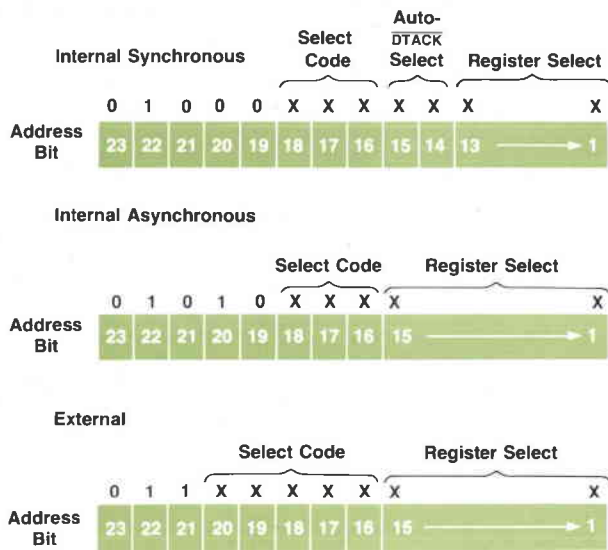 Auto-
Select DTACK
Internal Synchronous Code Select Register Select
0 1 0 0 0 X X X X X X X
Address
Bit 23 22 21 20 19 18 17 16 15 14 13 1
Internal Asynchronous
Select Code Register Select
0 1 0 1 0 X X X X X
Address
Bit 23 22 21 20 19 18 17 16 15 1
External
Select Code Register Select
0 1 1 X X X X X X X
Address
Bit 23 22 21 20 19 18 17 16 15 1